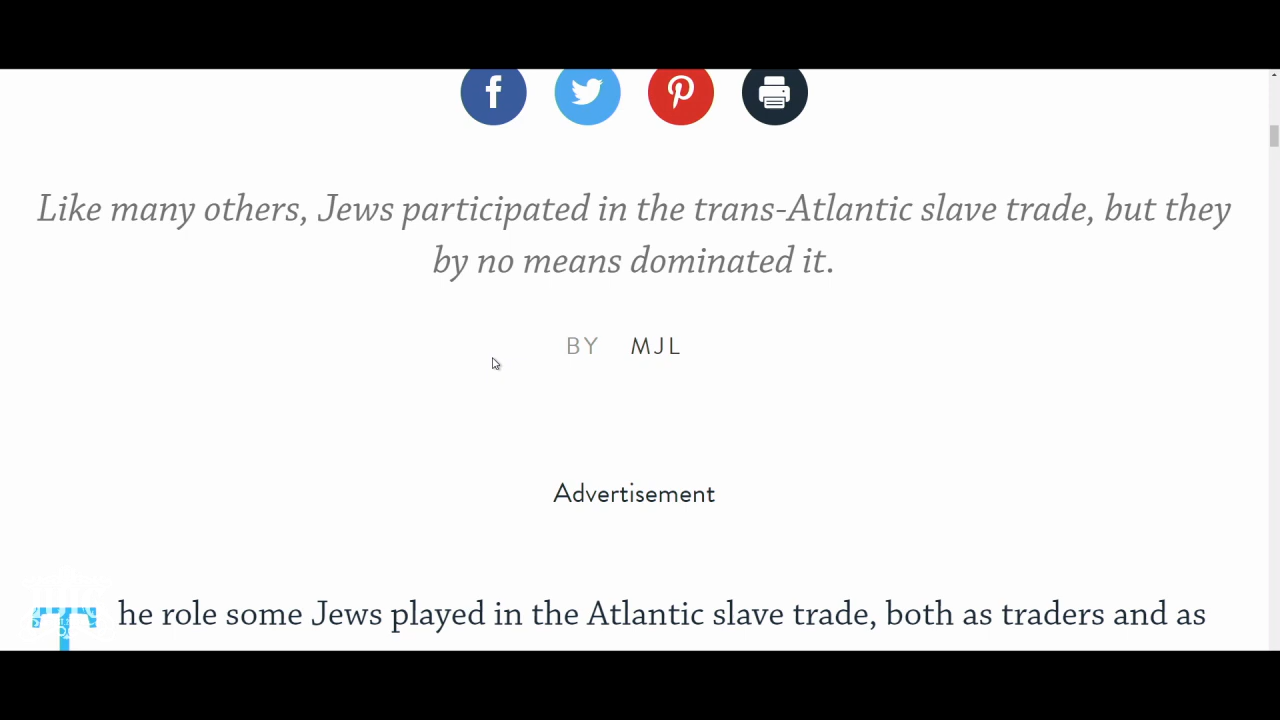 Like many others, Jews participated in the trans-Atlantic slave trade, but they
by no means dominated it.
BY MJL
Advertisement
The role some Jews played in the Atlantic slave trade, both as traders and as